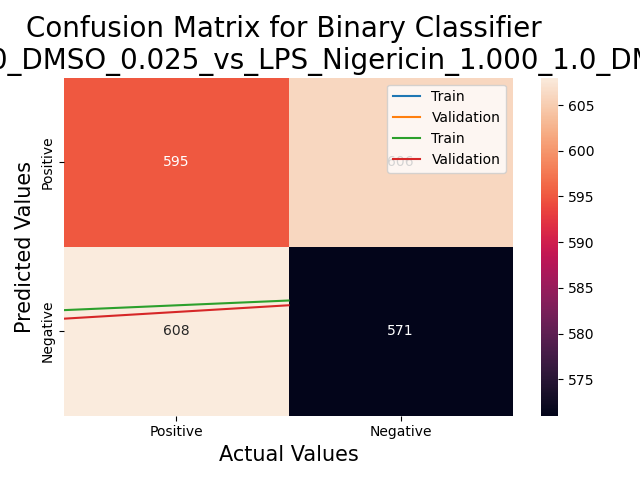 Confusion Matrix for Binary Classifier
0_DMSO_0.025_vs_LPS_Nigericin_1.000_1.0_DM
Train
Validation
Train
Validation
605
600
595
590
585
580
575
Predicted Values
Positive
Negative
595
606
608
571
Positive
Negative
Actual Values